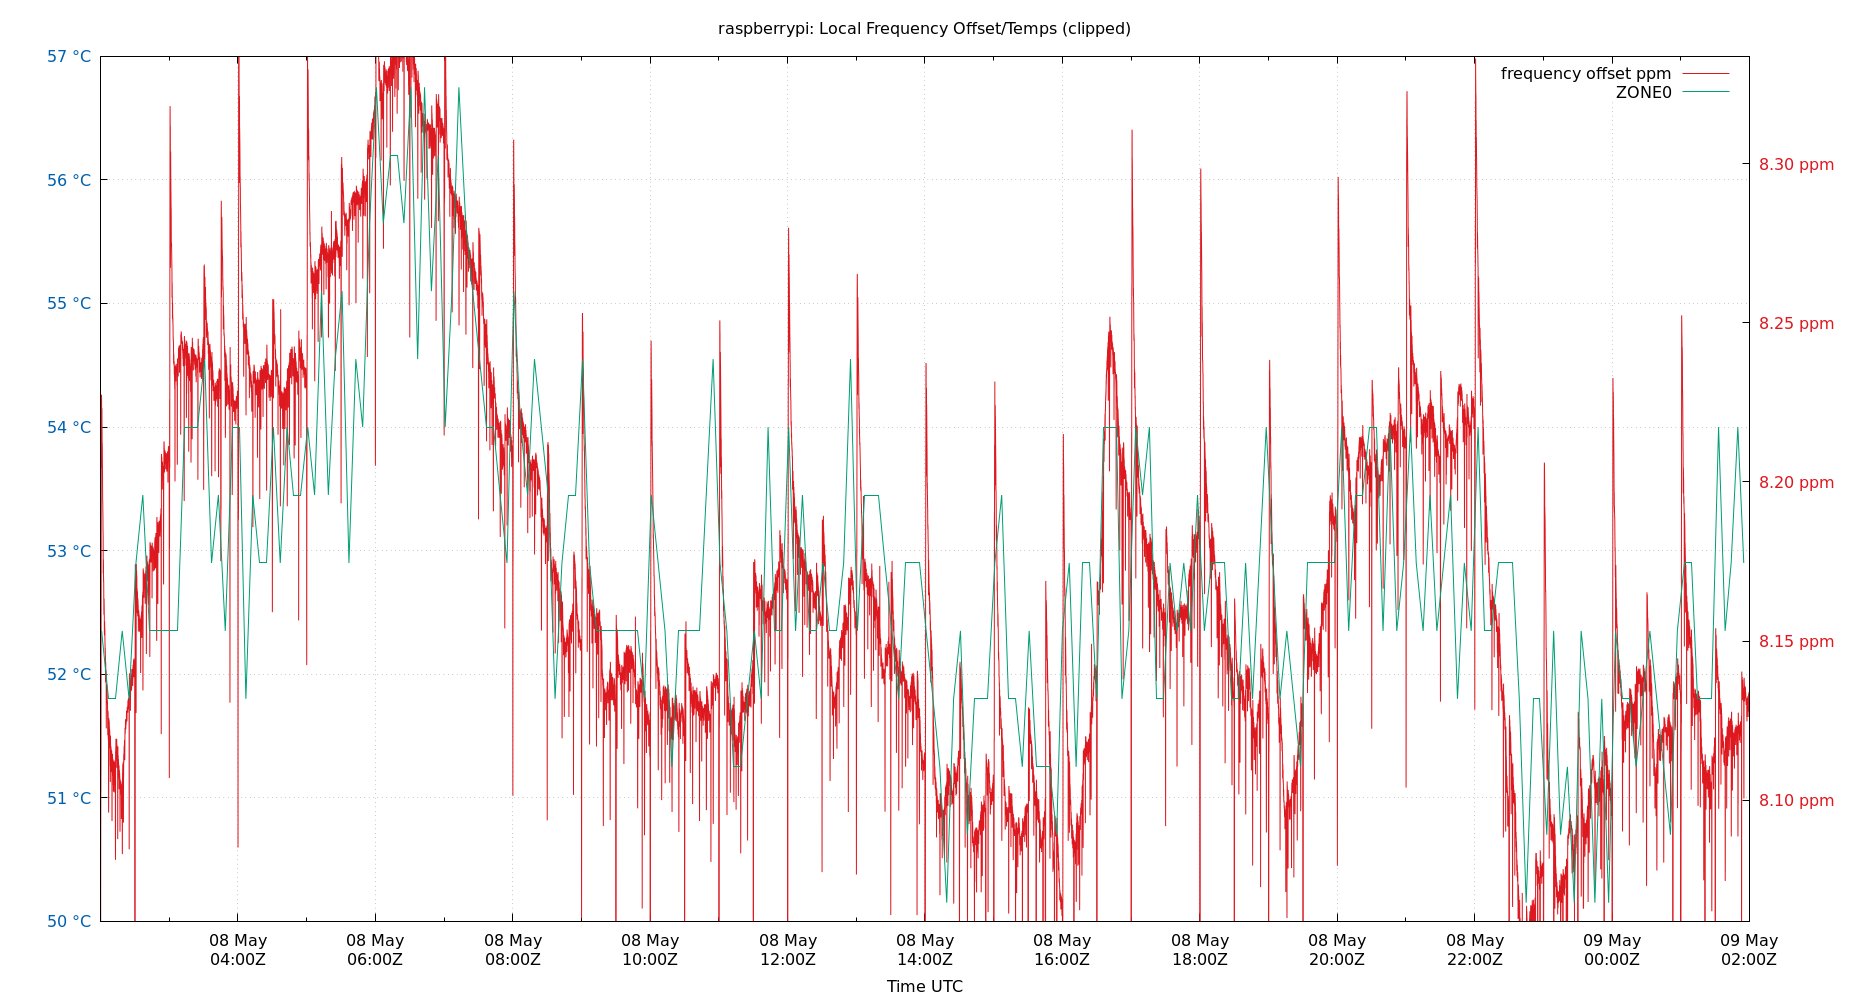 raspberrypi: Local Frequency Offset/Temps (clipped)
57 °C
56 °C
55 °C
54 °C
53 °C
52 °C
51 °C
50 °C
frequency offset ppm
ZONE0
8.30 ppm
8.25 ppm
8.20 ppm
8.15 ppm
8.10 ppm
08 May
04:00Z
08 May
06:00Z
08 May
08:00Z
08 May
10:00Z
08 May
12:00Z
08 May
14:00Z
08 May
16:00Z
08 May
18:00Z
08 May
20:00Z
08 May
22:00Z
09 May
00:00Z
09 May
02:00Z
Time UTC